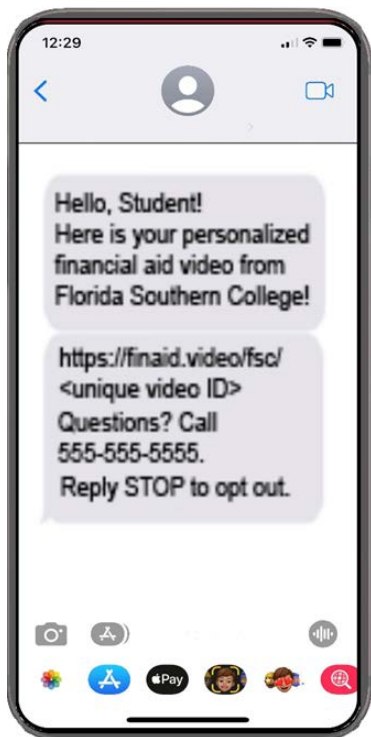 12:29
Hello, Student!
Here is your personalized
financial aid video from
Florida Southern College!
https://finaid.video/fsc/
<unique video ID>
Questions? Call
555-555-5555.
Reply STOP to opt out.
Pay